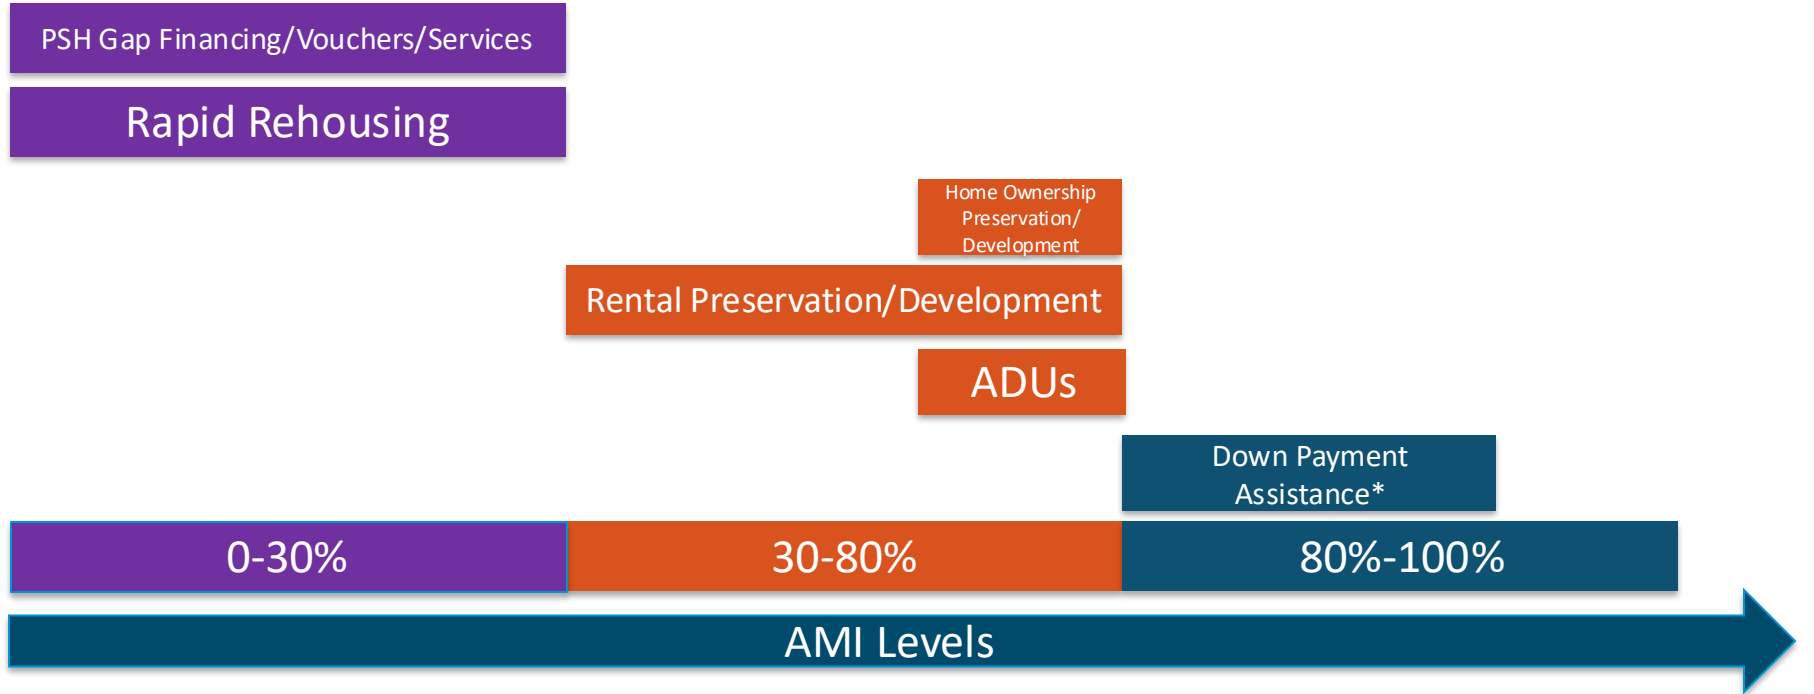 PSH Gap Financing/Vouchers/Services
Rapid Rehousing
Home Ownership
Preservation/
Development
Rental Preservation/Development
ADUs
Down Payment
Assistance*
0-30%
30-80%
80%-100%
AMI Levels